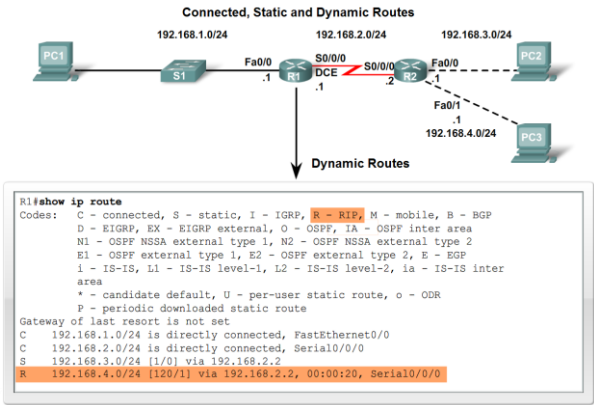 Connected, Static and Dynamic Routes
192.168.1.0/24
192.168.2.0/24
192.168.3.0/24
PC1
S1
Fa0/0
.1
R1
S0/0/0
DCE
.1
S0/0/0
.2
R2
Fa0/0
.1
PC2
Fa0/1
.1
192.168.4.0/24
PC3
Dynamic Routes
R1#show ip route
Codes: C - connected, S - static, I - IGRP, R - RIP, M - mobile, B - BGP
D - EIGRP, EX - EIGRP external, O - OSPF, IA - OSPF inter area
N1 - OSPF NSSA external type 1, N2 - OSPF NSSA external type 2
E1 - OSPF external type 1, E2 - OSPF external type 2, E - EGP
i - IS-IS, L1 - IS-IS level-1, L2 - IS-IS level-2, ia - IS-IS inter
area
* - candidate default, U - per-user static route, o - ODR
P - periodic downloaded static route
Gateway of last resort is not set
C 192.168.1.0/24 is directly connected, FastEthernet0/0
C 192.168.2.0/24 is directly connected, Serial0/0/0
S 192.168.3.0/24 [1/0] via 192.168.2.2
R 192.168.4.0/24 [120/1] via 192.168.2.2, 00:00:20, Serial0/0/0